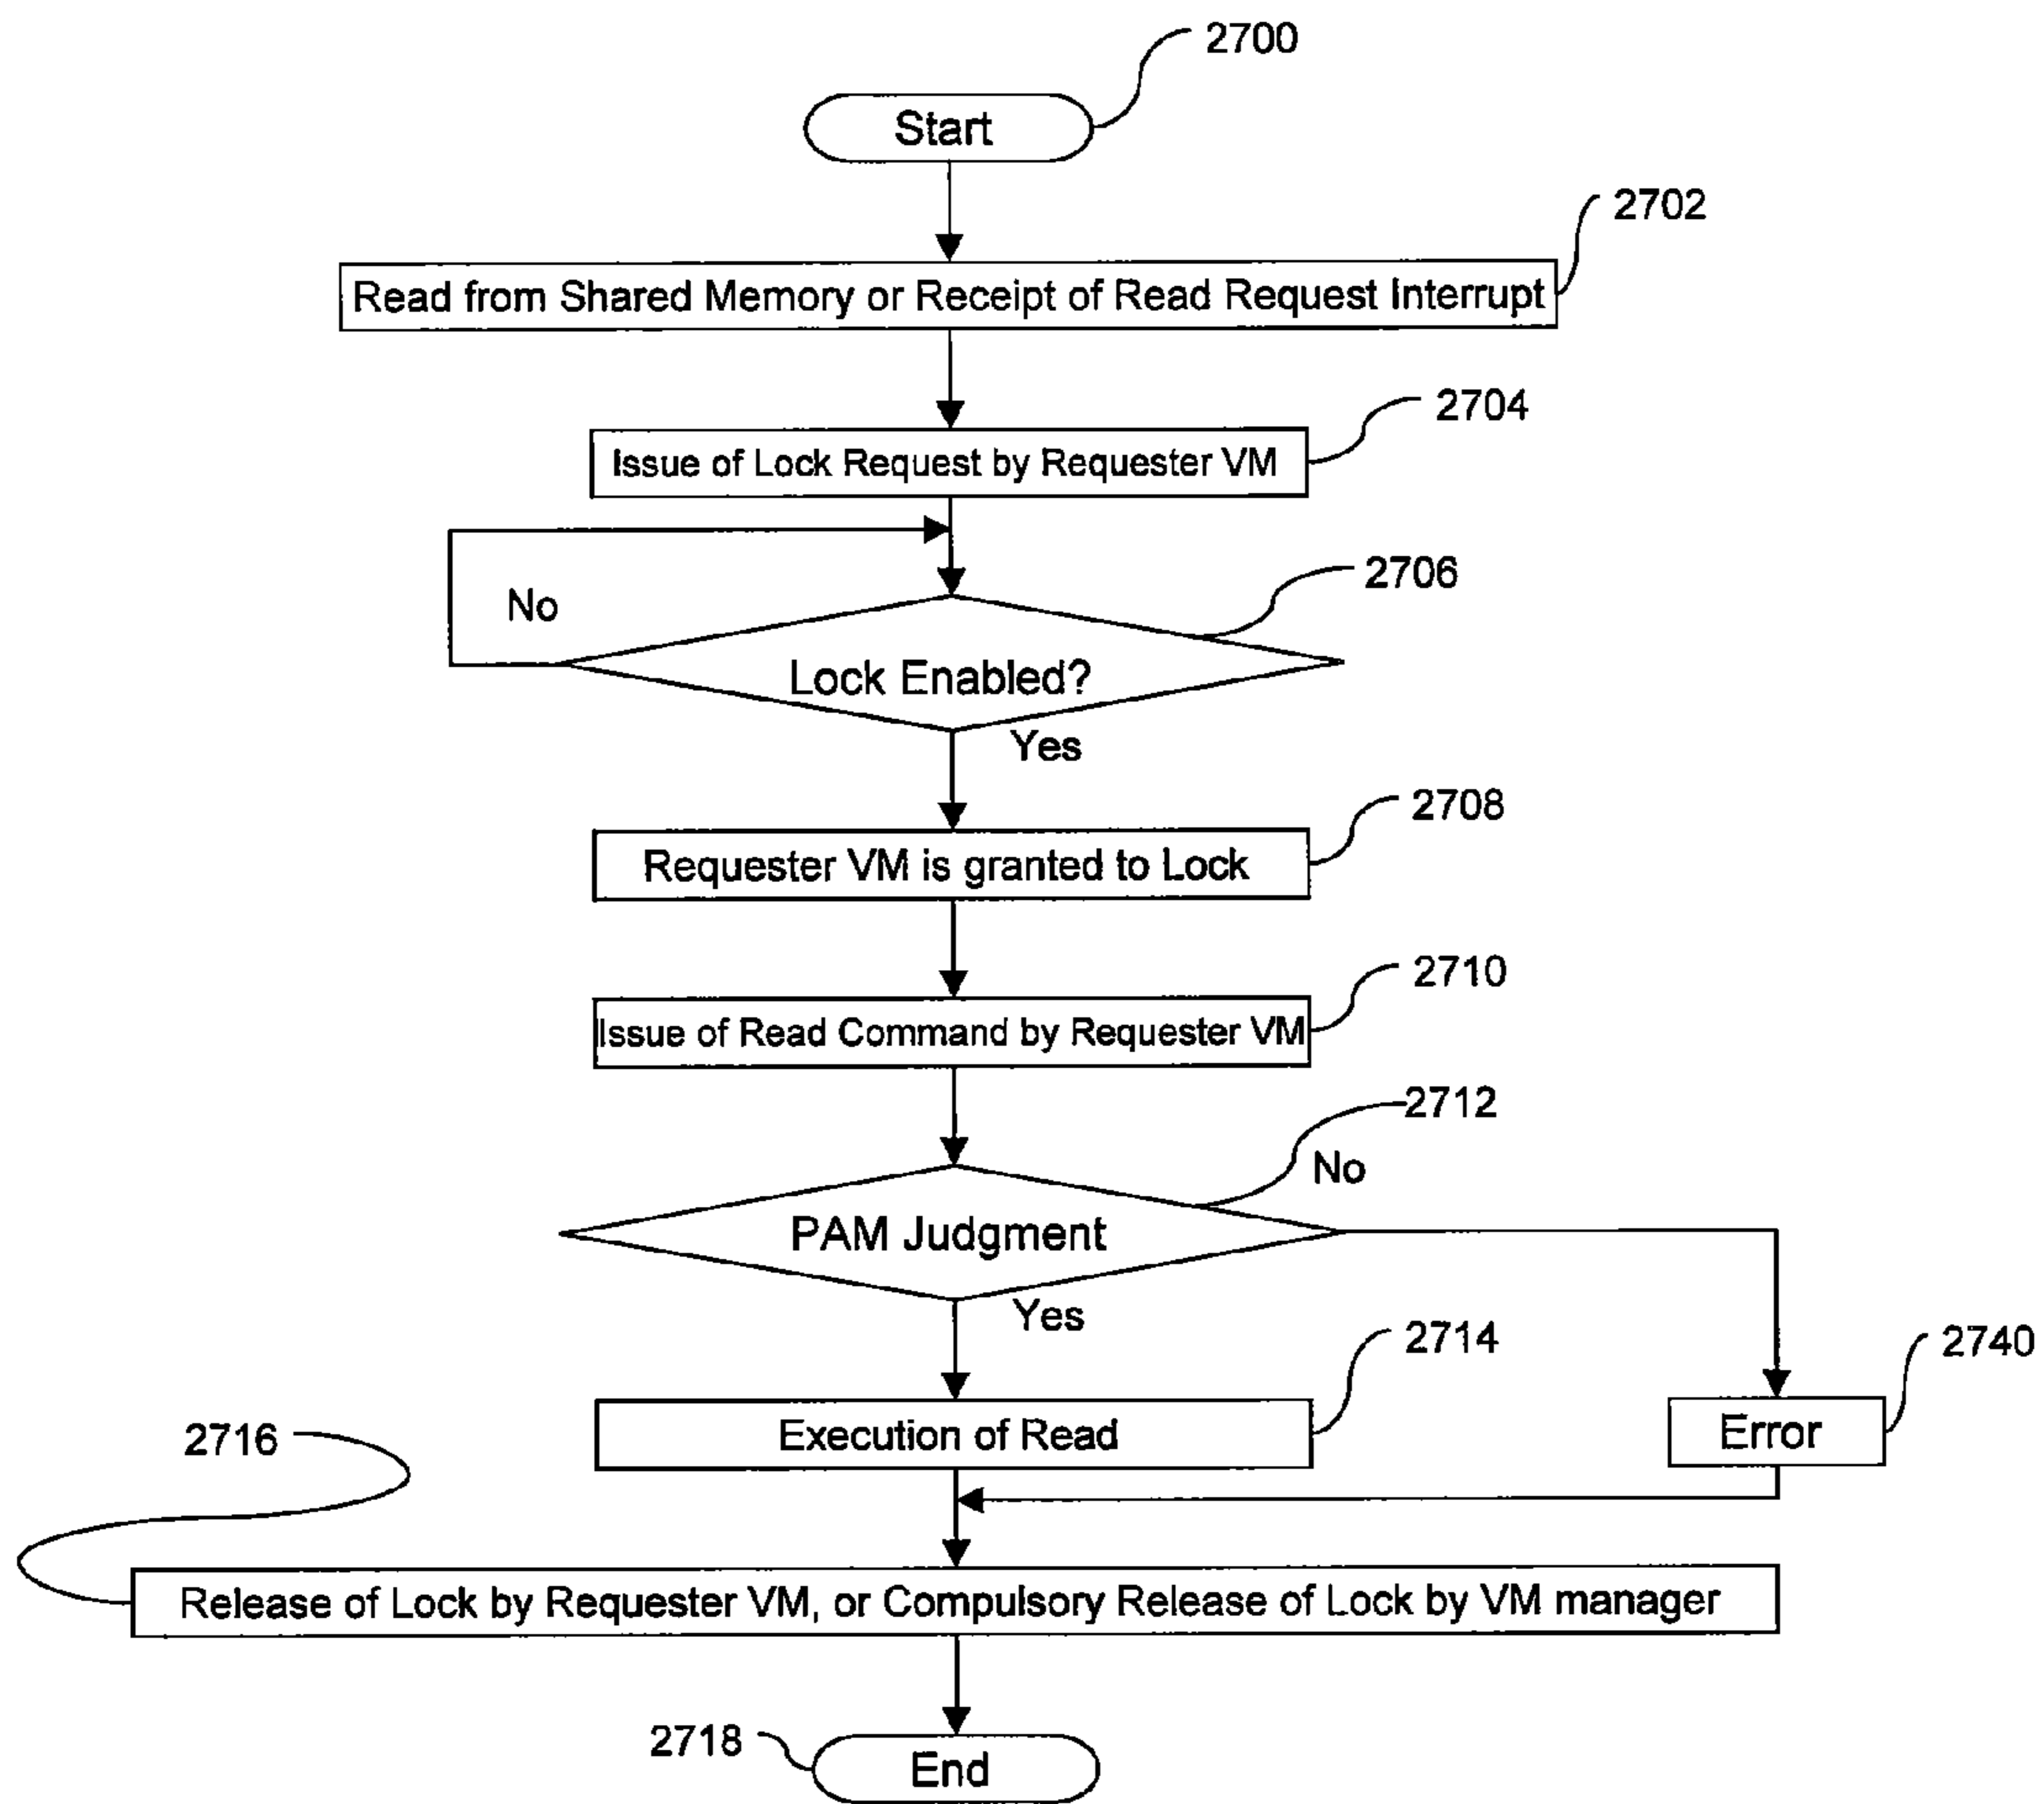 2700
Start
2702
Read from Shared Memory or Receipt of Read Request Interrupt
2704
Issue of Lock Request by Requester VM
2706
No
Lock Enabled?
Yes
2708
Requester VM is granted to Lock
2710
Issue of Read Command by Requester VM
2712
No
PAM Judgment
Yes
2714
2740
Execution of Read
Error
2716
Release of Lock by Requester VM, or Compulsory Release of Lock by VM manager
2718
End